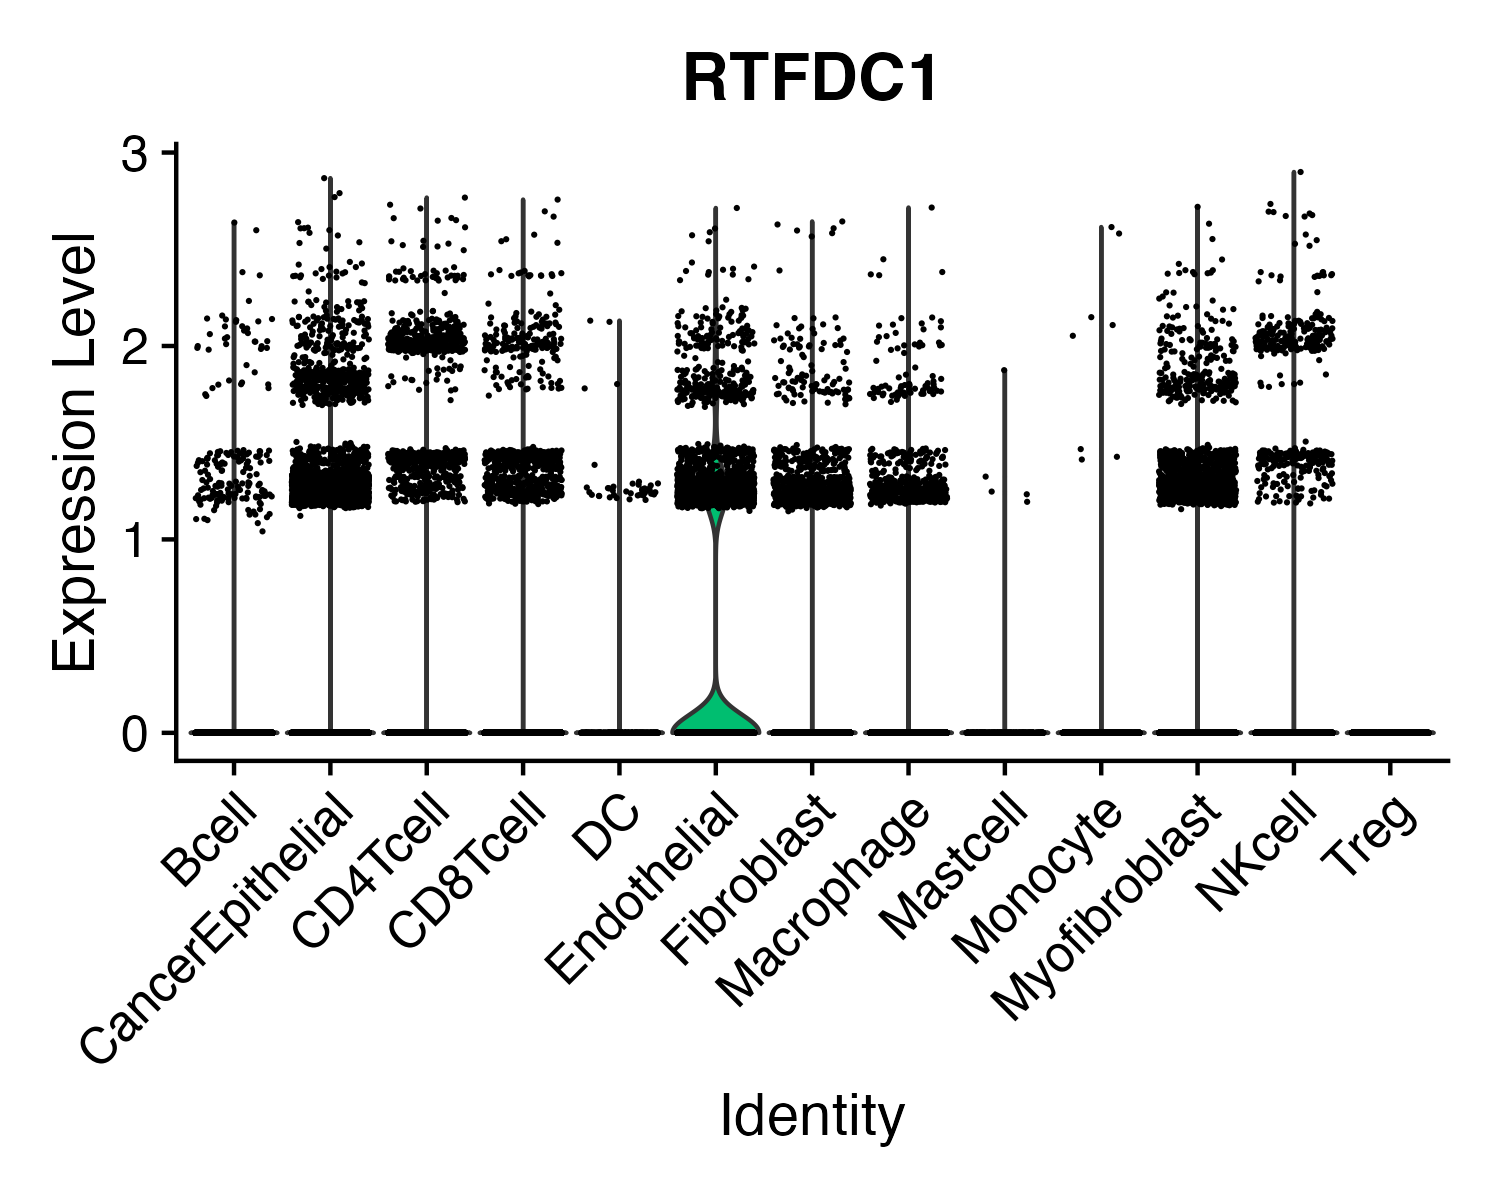 RTFDC1
Expression Level
3
2
1
0
Bcell
CancerEpithelial
CD4Tcell
CD8Tcell
DC
Endothelial
Fibroblast
Macrophage
Mastcell
Monocyte
Myofibroblast
NKcell
Treg
Identity